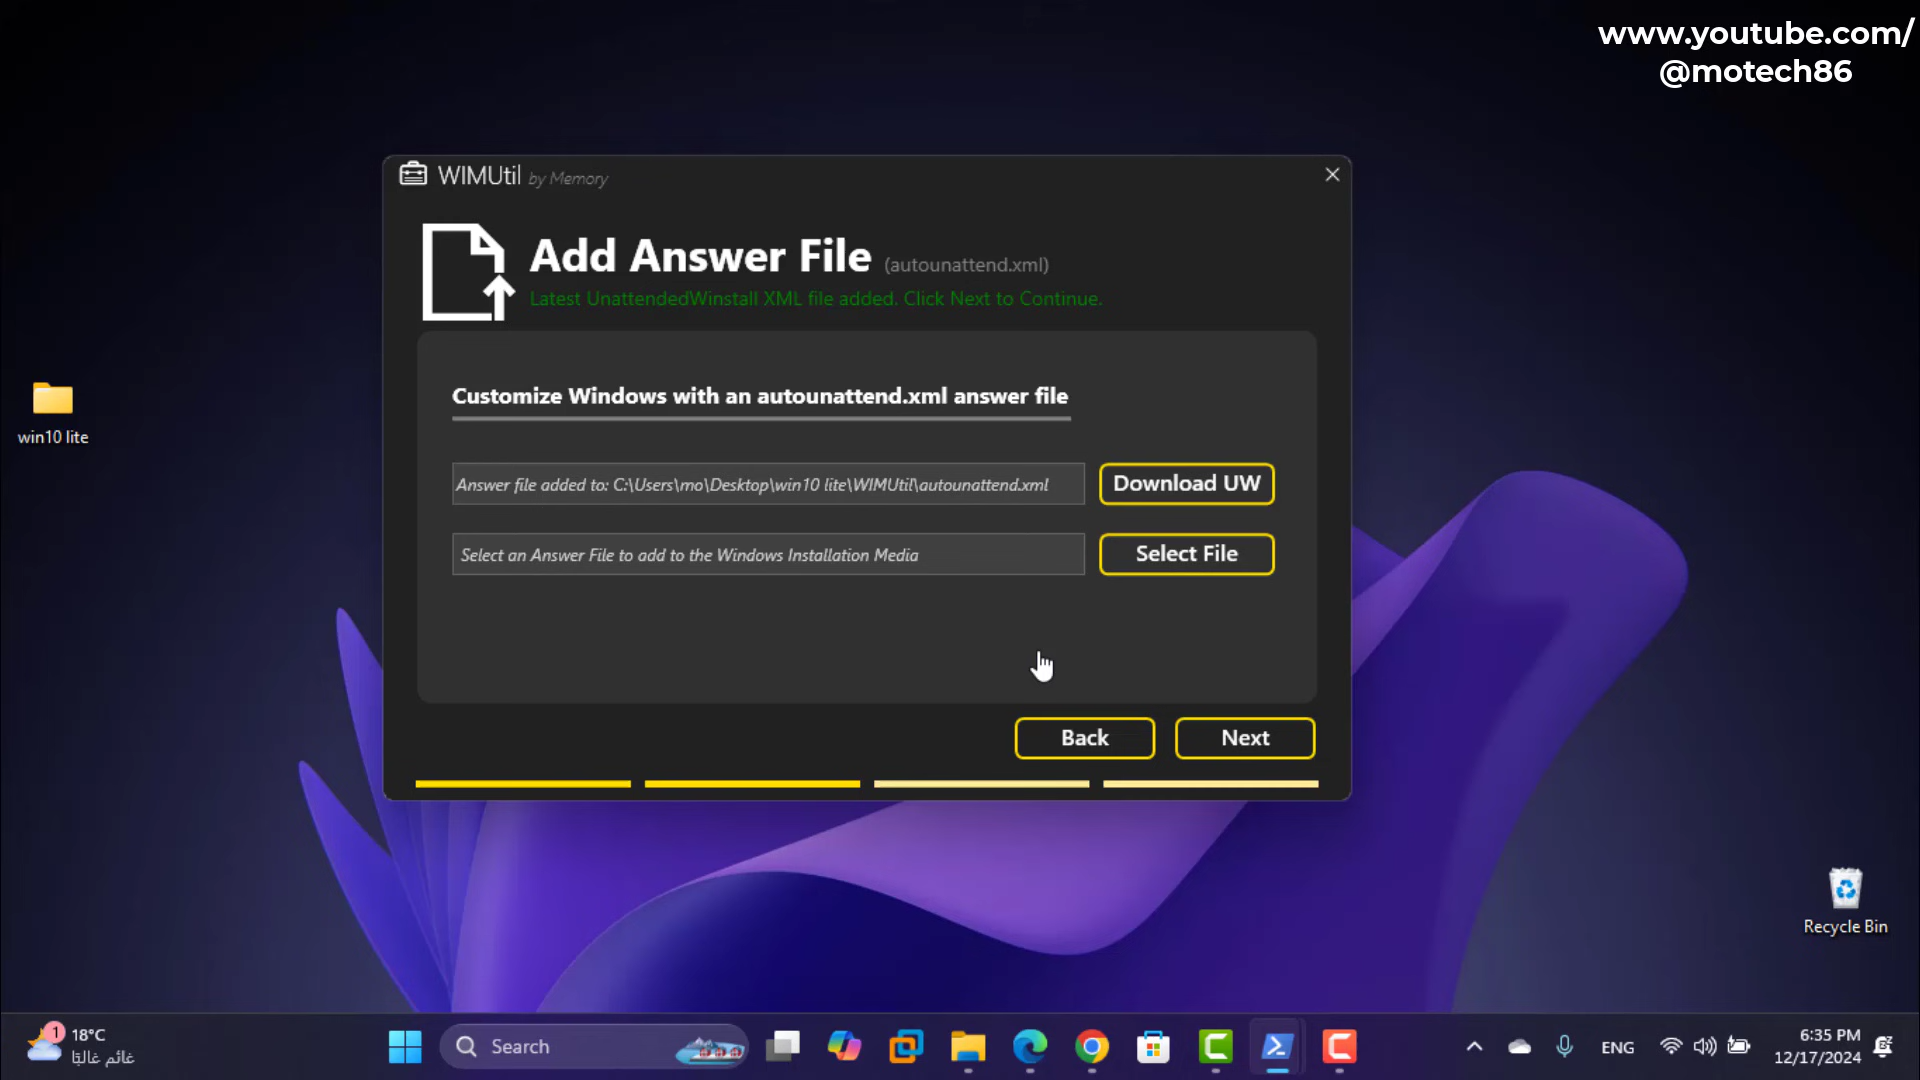 www.youtube.com/
@motech86
WIMUtil by Memory
Add Answer File (autounattend.xml)
Latest UnattendedWinstall XML file added. Click Next to Continue.
Customize Windows with an autounattend.xml answer file
Answer file added to: C:\Users\mo\Desktop\win10 lite\WIMUtil\autounattend.xml
Download UW
Select an Answer File to add to the Windows Installation Media
Select File
Back
Next
win10 lite
Recycle Bin
1
18°C
غائم غالبًا
Search
ENG
6:35 PM
12/17/2024